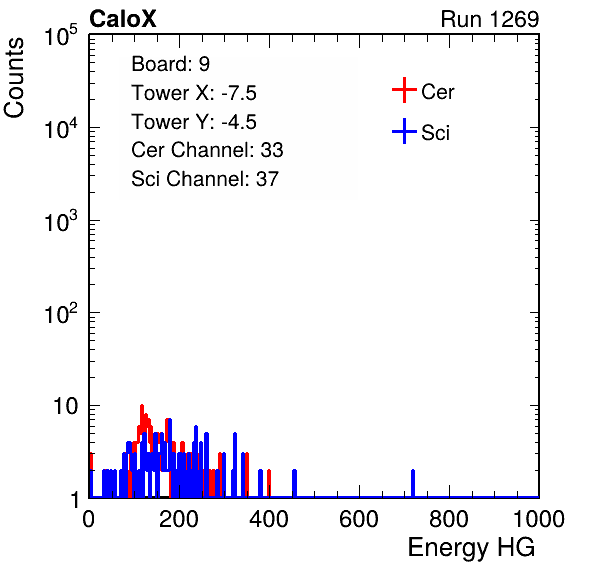 CaloX Run 1269
Counts
Board: 9
Tower X: -7.5
Tower Y: -4.5
Cer Channel: 33
Sci Channel: 37
Cer
Sci
10^5
10^4
10^3
10^2
10
1
0 200 400 600 800 1000
Energy HG